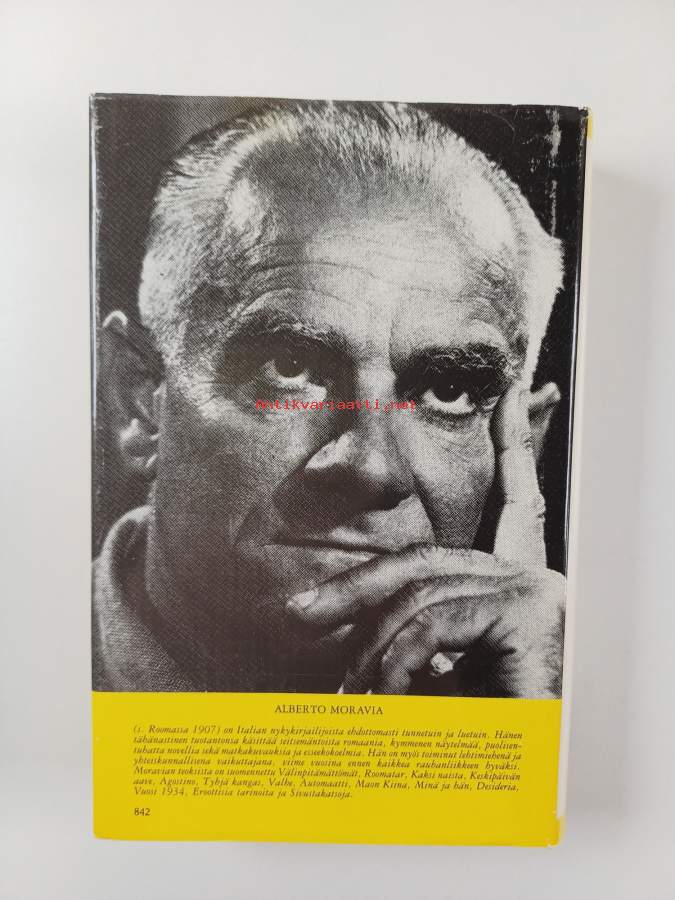 Antikvariaatti.net
ALBERTO MORAVIA
(s. Roomassa 1907) on Italian nykykirjailijoista ehdottomasti tunnetuin ja luetuin. Hänen
tähänastinen tuotantonsa käsittää seitsemäntoista romaania, kymmenen näytelmää, puolisen-
tuhatta novellia sekä matkakuvauksia ja esseekokoelmia. Hän on myös toiminut lehtimiehenä ja
yhteiskunnallisena vaikuttajana, viime vuosina ennen kaikkea rauhanliikkeen hyväksi.
Moravian teoksista on suomennettu Välinpitämättömät, Roomatar, Kaksi naista, Keskipäivän
aave, Agostino, Tyhjä kangas, Valhe, Automaatti, Maon Kiina, Minä ja hän, Desideria,
Vuosi 1934, Eroottisia tarinoita ja Sivustakatsoja.
842